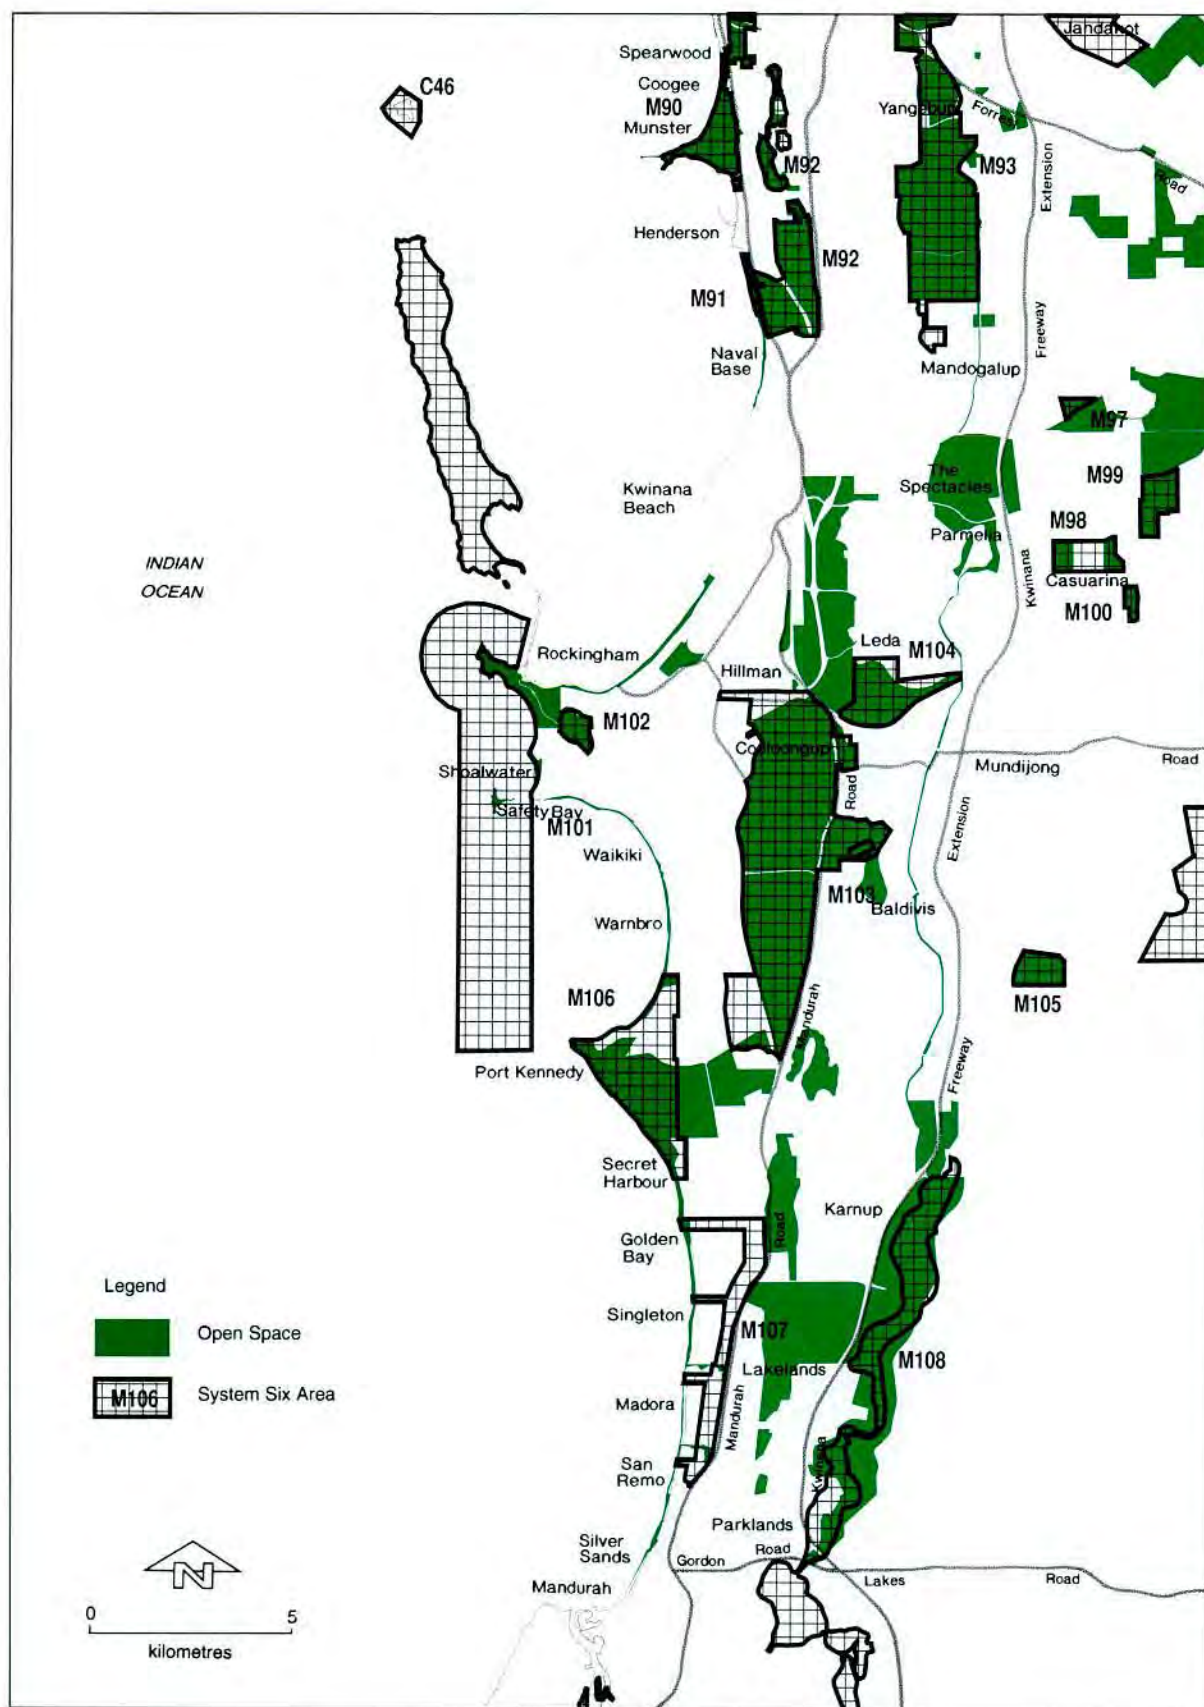 Jandakot
Spearwood
Coogee
C46
M90
Munster
Yangebup
Forrest
M92
M93
Extension
Road
Henderson
M92
M91
Naval
Base
Freeway
Mandogalup
M97
The
Spectacles
M99
Kwinana
Beach
M98
Parmelia
INDIAN
OCEAN
Casuarina
Kwinana
M100
Rockingham
Leda
M104
Hillman
M102
Cooloongup
Shoalwater
Mundijong
Road
Road
Safety Bay
M101
Extension
Waikiki
M103
Baldivis
Warnbro
M106
M105
Mandurah
Port Kennedy
Freeway
Secret
Harbour
Karnup
Road
Golden
Bay
Legend
Singleton
M107
Open Space
M108
Lakelands
M106
System Six Area
Madora
Mandurah
San
Remo
Kwinana
Parklands
Silver
Sands
Gordon
Road
N
Mandurah
Lakes
Road
0
5
kilometres